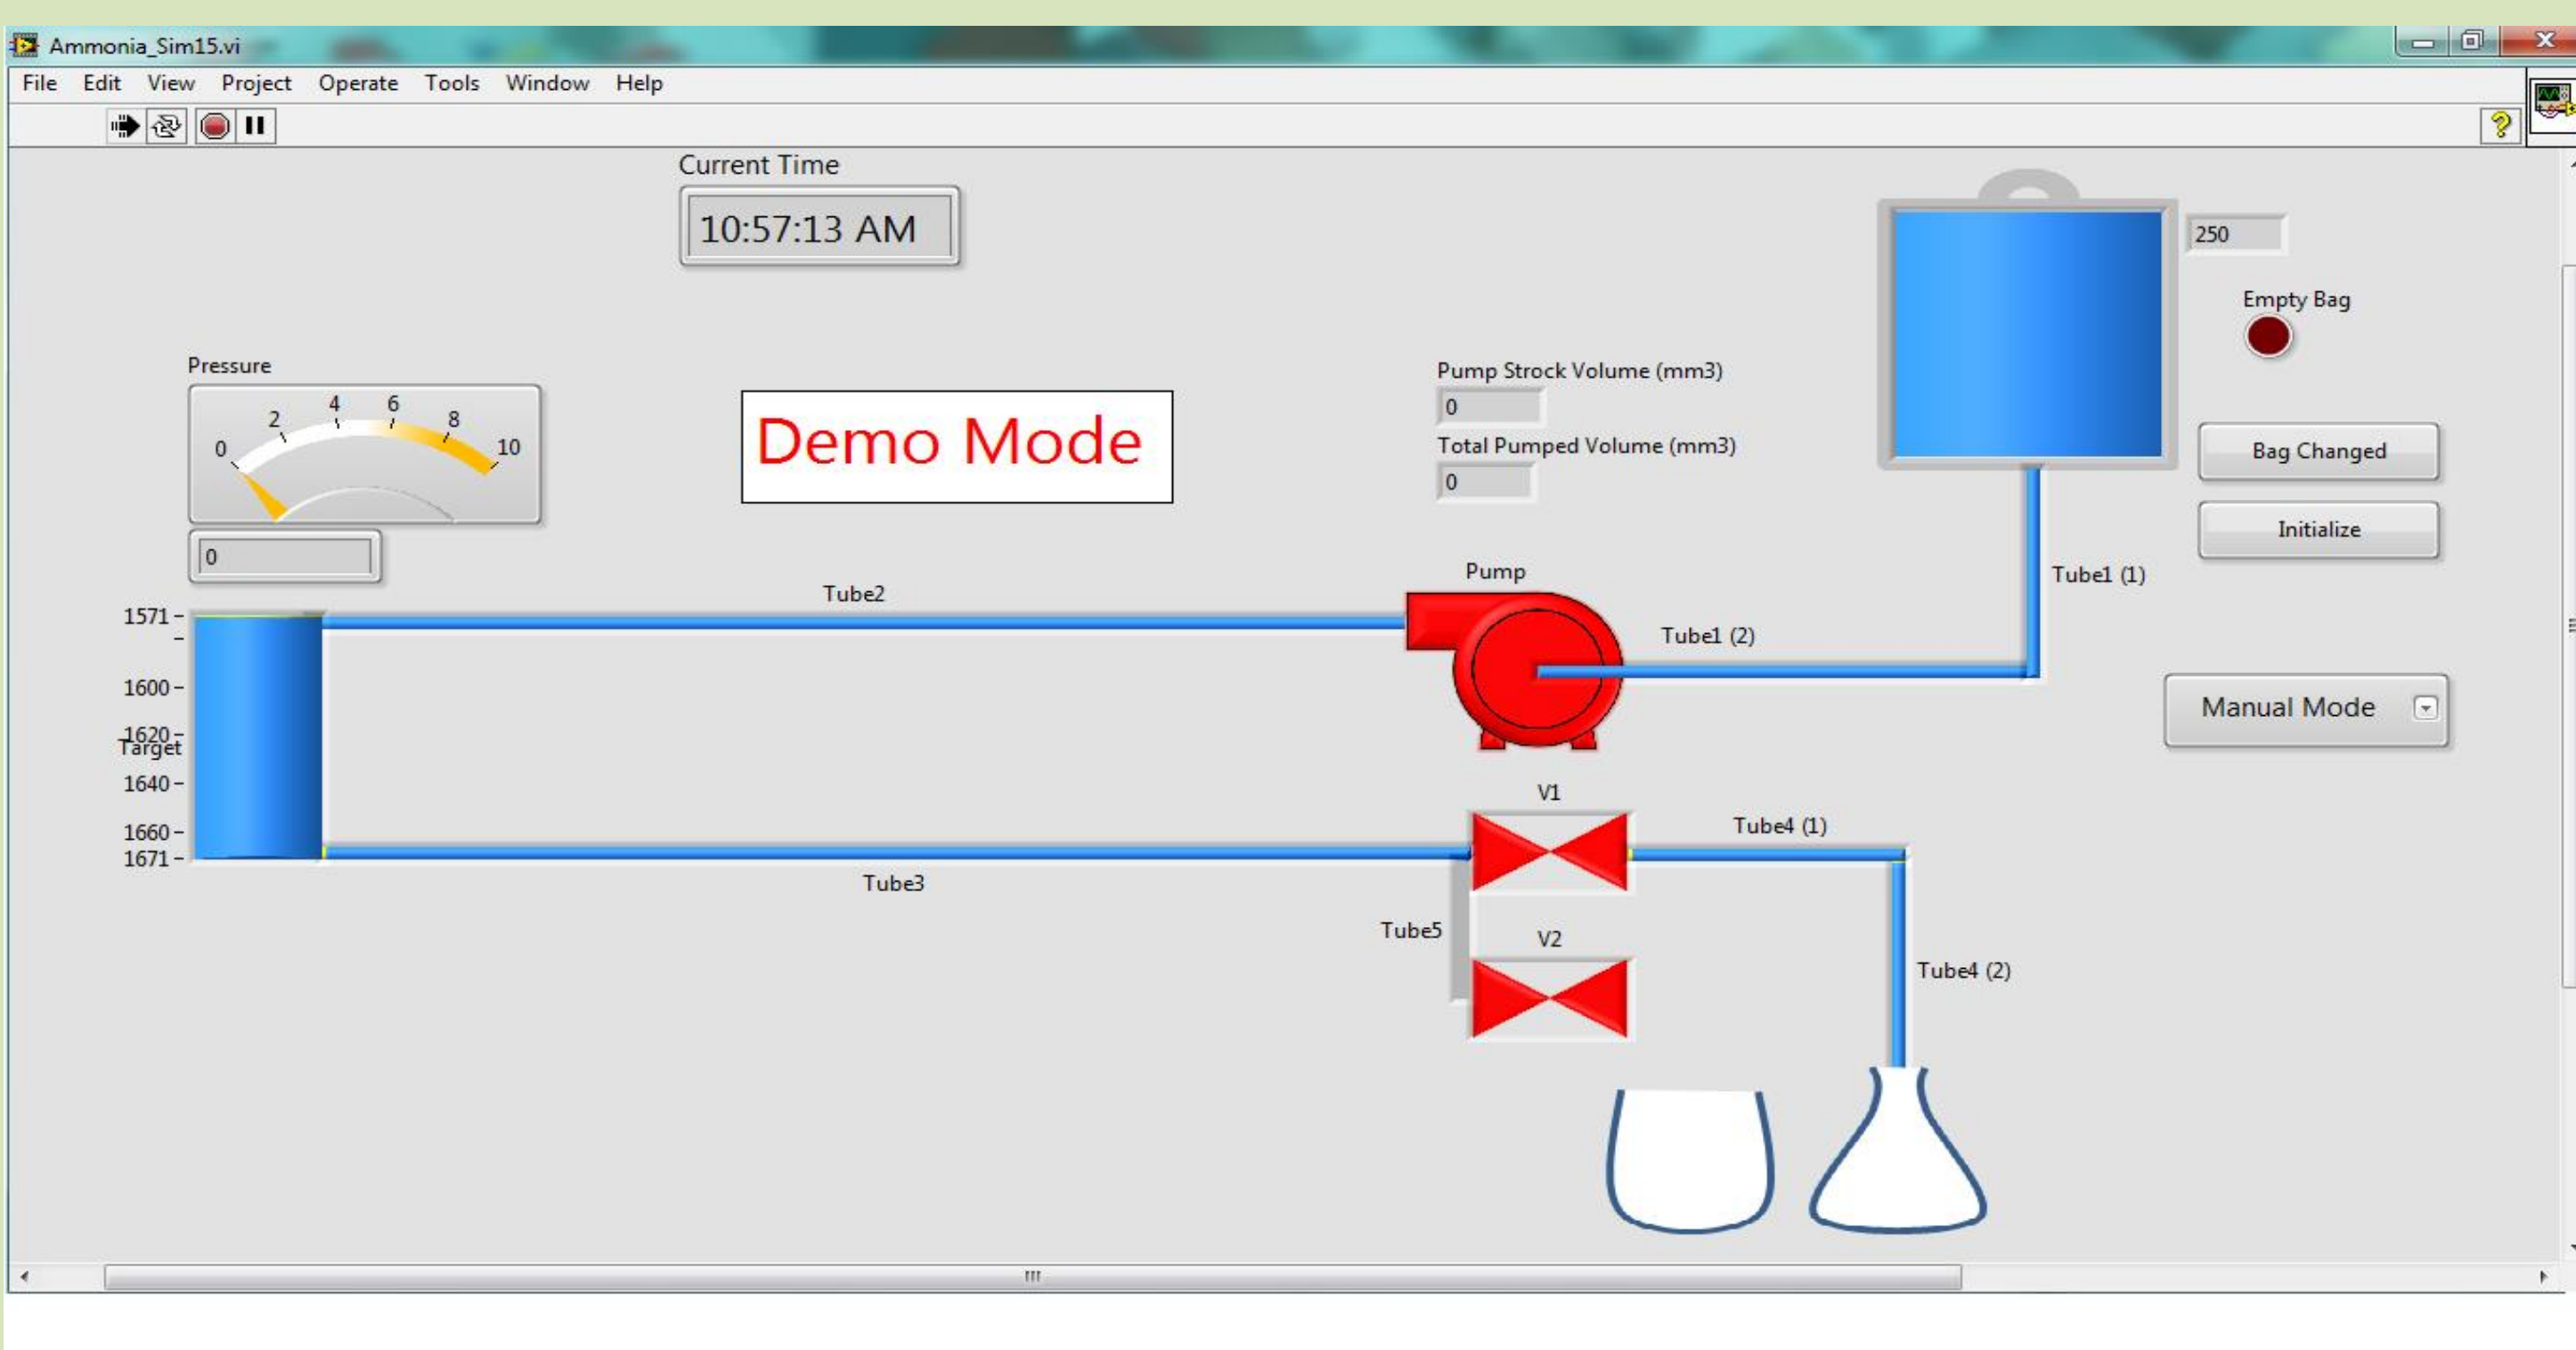 Ammonia_Sim15.vi
File Edit View Project Operate Tools Window Help
Current Time
10:57:13 AM
250
Empty Bag
Pressure
0 2 4 6 8 10
0
Demo Mode
Pump Strock Volume (mm3)
0
Total Pumped Volume (mm3)
0
Bag Changed
Initialize
Tube1 (1)
Pump
Tube2
Tube1 (2)
1571
1600
1620
Target
1640
1660
1671
Manual Mode
V1
Tube4 (1)
Tube3
Tube5
V2
Tube4 (2)